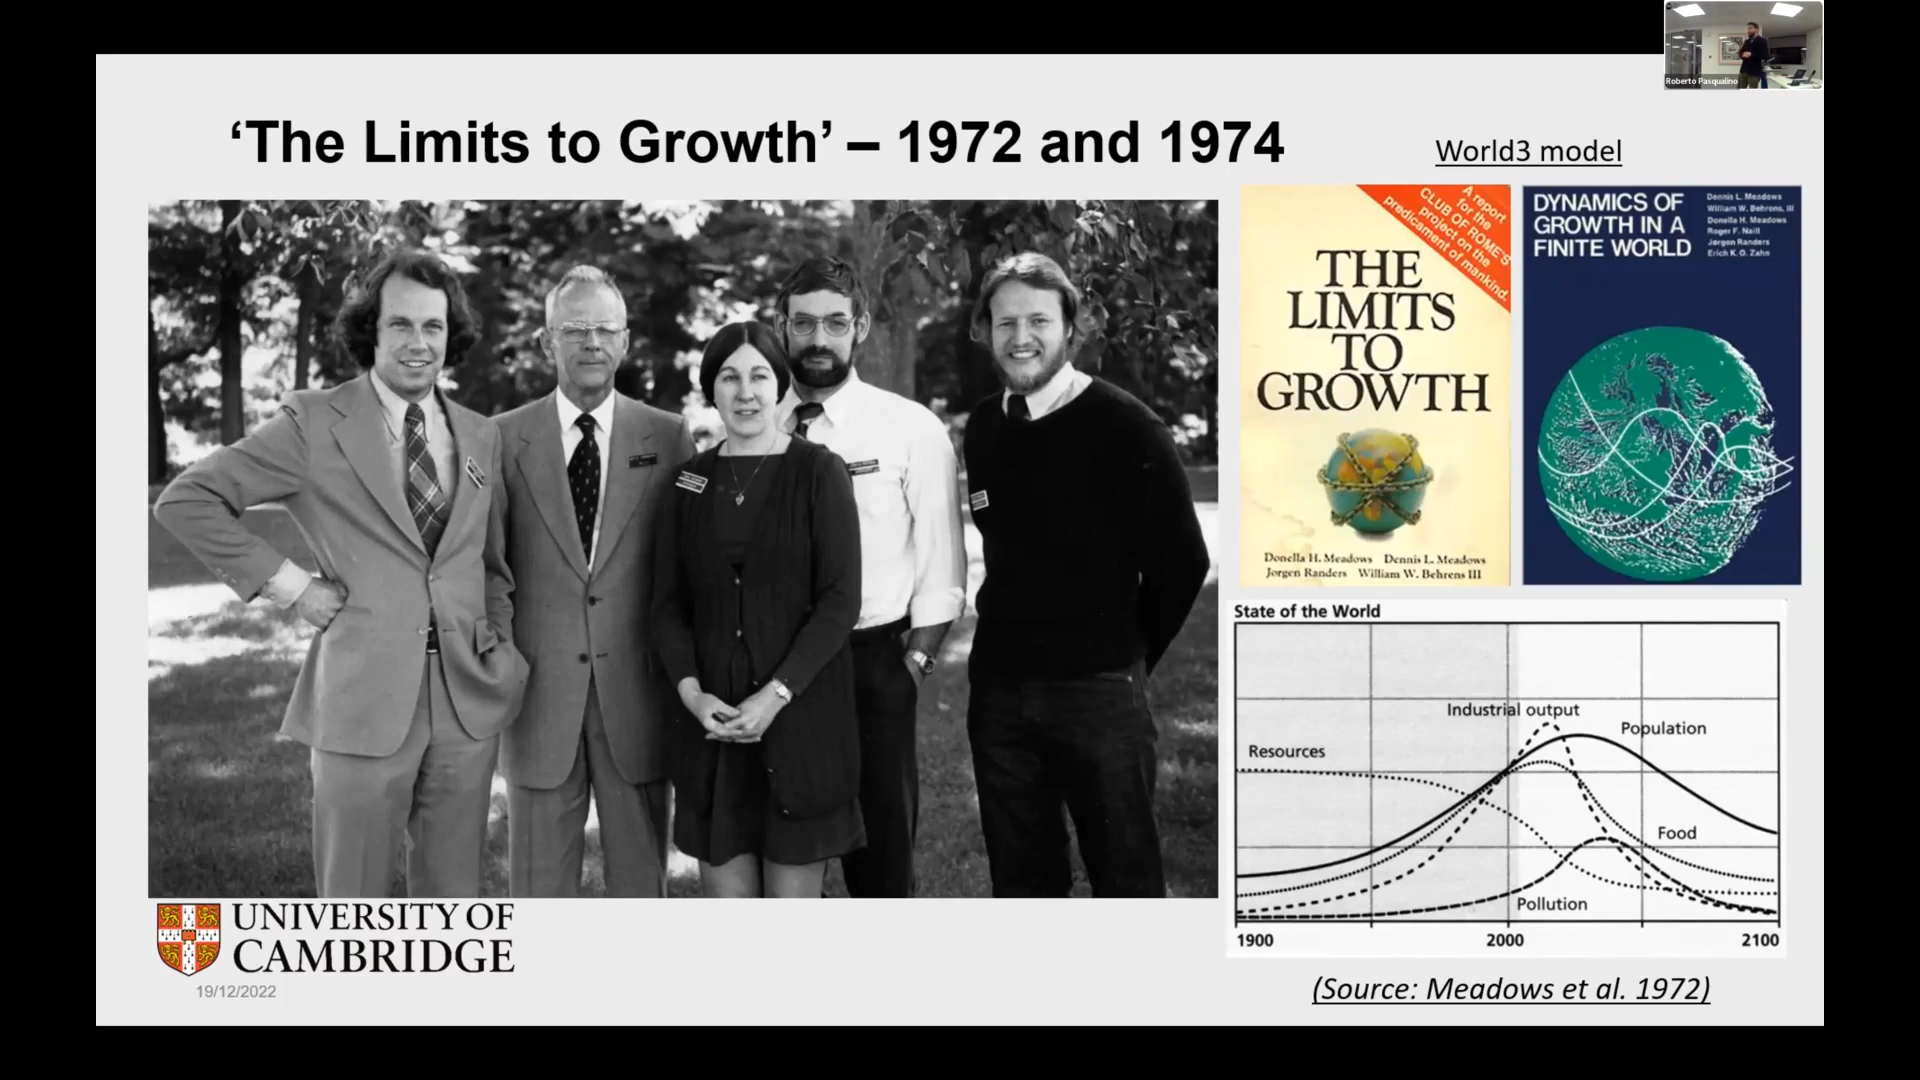 Roberto Pasqualino
‘The Limits to Growth’ – 1972 and 1974
World3 model
A report
for the
CLUB OF ROME'S
project on the
predicament of mankind.
THE
LIMITS
TO
GROWTH
Donella H. Meadows Dennis L. Meadows
Jorgen Randers William W. Behrens III
DYNAMICS OF
GROWTH IN A
FINITE WORLD
Dennis L. Meadows
William W. Behrens, III
Donella H. Meadows
Roger F. Naill
Jørgen Randers
Erich K.O. Zahn
State of the World
Industrial output
Population
Resources
Food
Pollution
1900 2000 2100
(Source: Meadows et al. 1972)
UNIVERSITY OF
CAMBRIDGE
19/12/2022